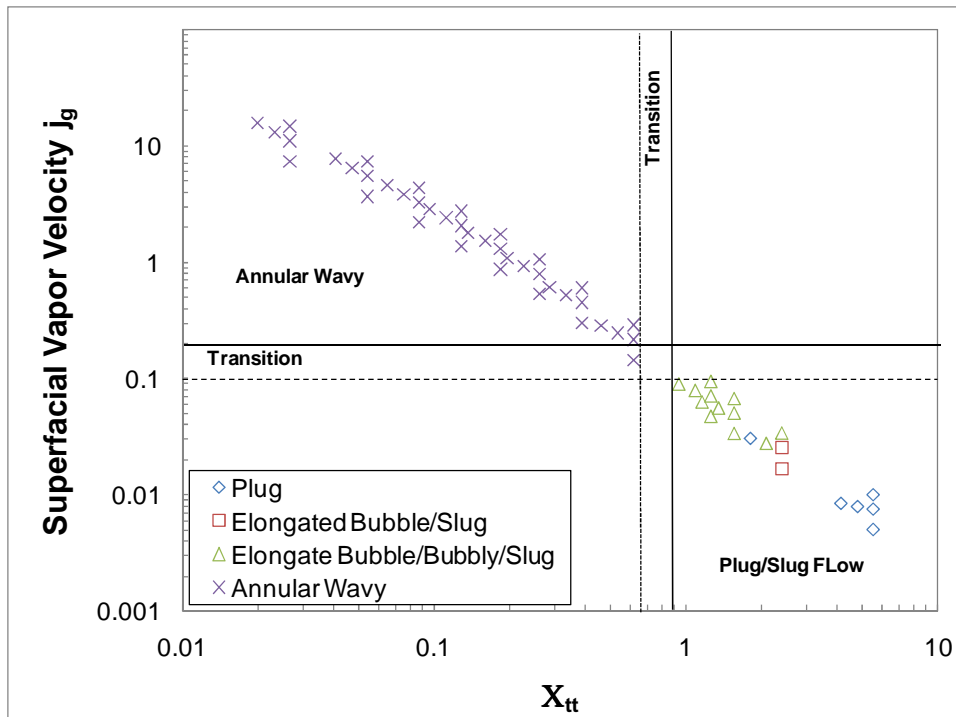 Superfacial Vapor Velocity jg
10
1
0.1
0.01
0.001
Transition
Annular Wavy
Transition
Plug
Elongated Bubble/Slug
Elongate Bubble/Bubbly/Slug
Annular Wavy
Plug/Slug FLow
0.01
0.1
1
10
Xtt